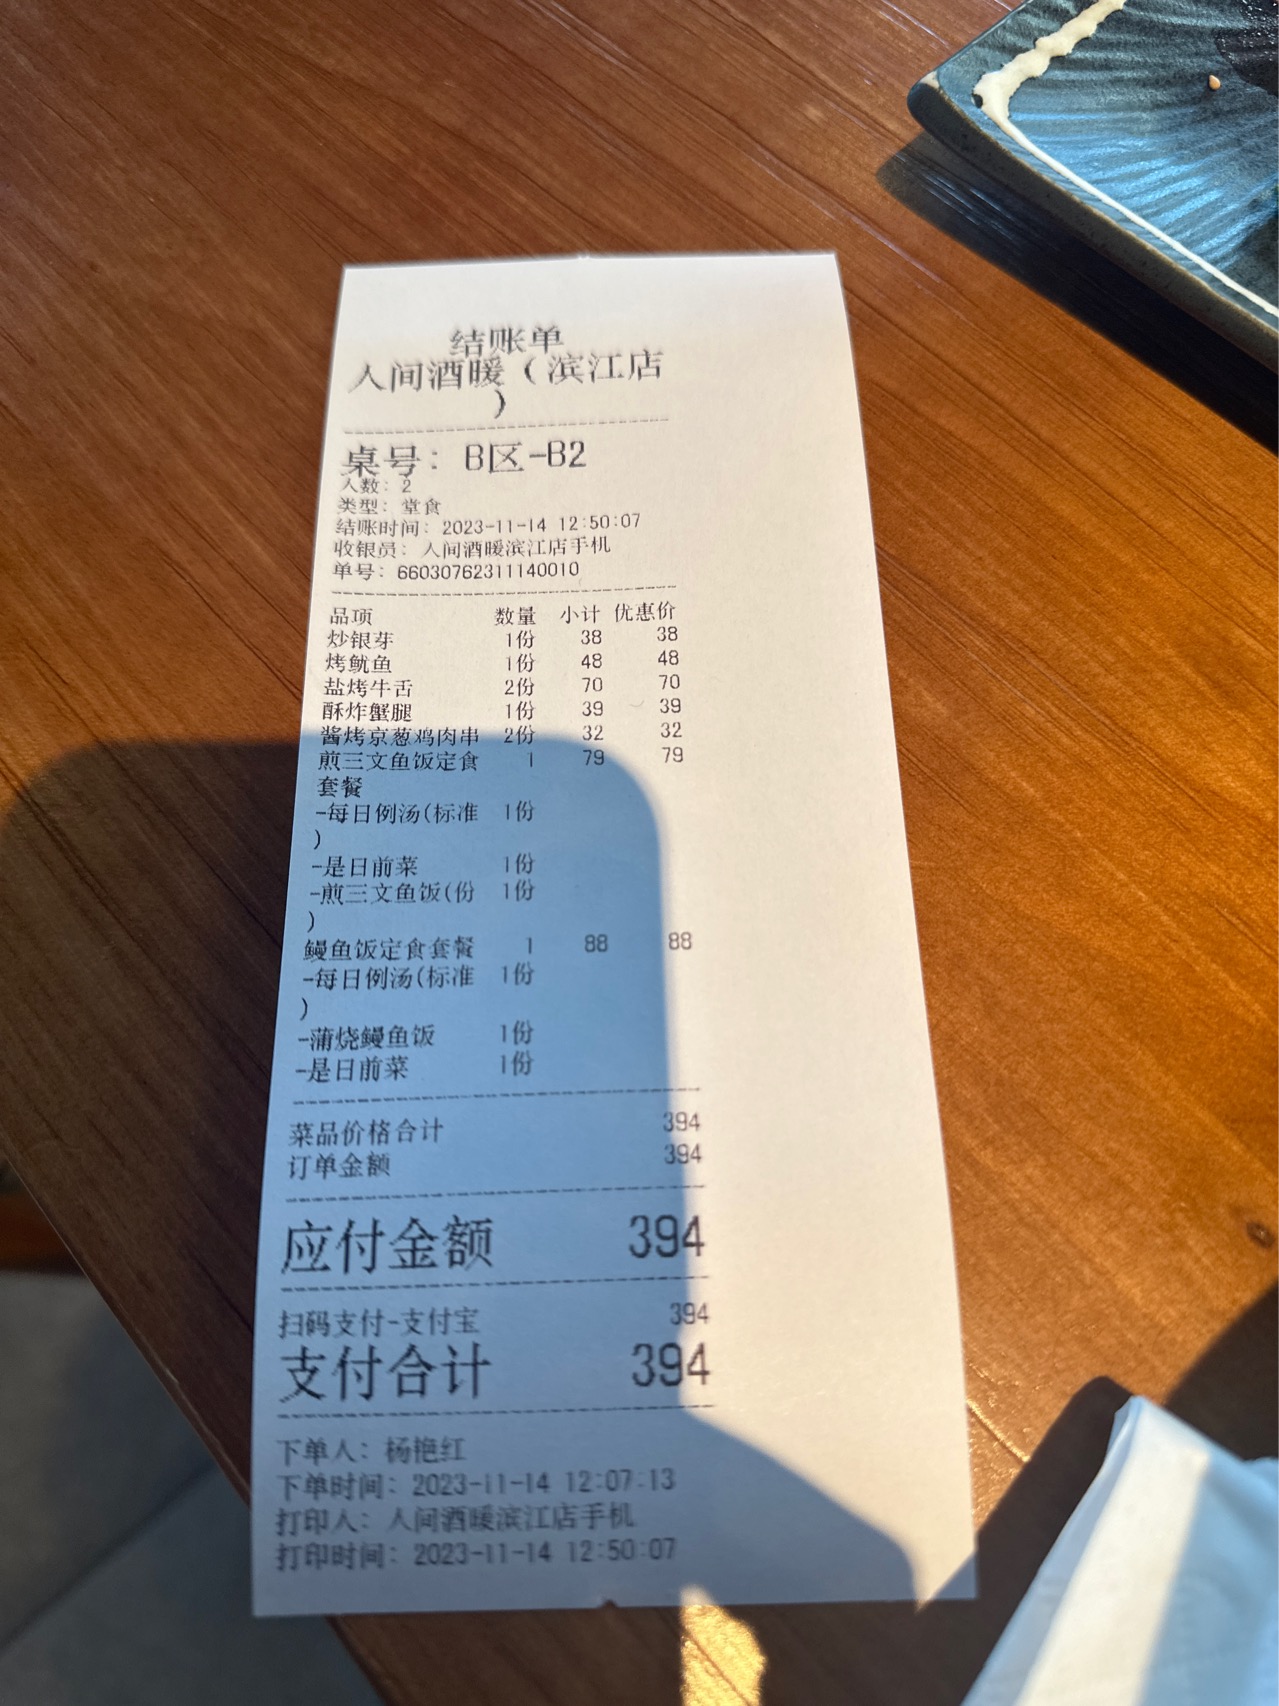 结账单
人间酒暖（滨江店
）
桌号：B区-B2
人数：2
类型：堂食
结账时间：2023-11-14 12:50:07
收银员：人间酒暖滨江店手机
单号：66030762311140010
品项 数量 小计 优惠价
炒银芽 1份 38 38
烤鱿鱼 1份 48 48
盐烤牛舌 2份 70 70
酥炸蟹腿 1份 39 39
酱烤京葱鸡肉串 2份 32 32
煎三文鱼饭定食 1 79 79
套餐
-每日例汤(标准 1份
)
-是日前菜 1份
-煎三文鱼饭(份 1份
)
鳗鱼饭定食套餐 1 88 88
-每日例汤(标准 1份
)
-蒲烧鳗鱼饭 1份
-是日前菜 1份
菜品价格合计 394
订单金额 394
应付金额 394
扫码支付-支付宝 394
支付合计 394
下单人：杨艳红
下单时间：2023-11-14 12:07:13
打印人：人间酒暖滨江店手机
打印时间：2023-11-14 12:50:07